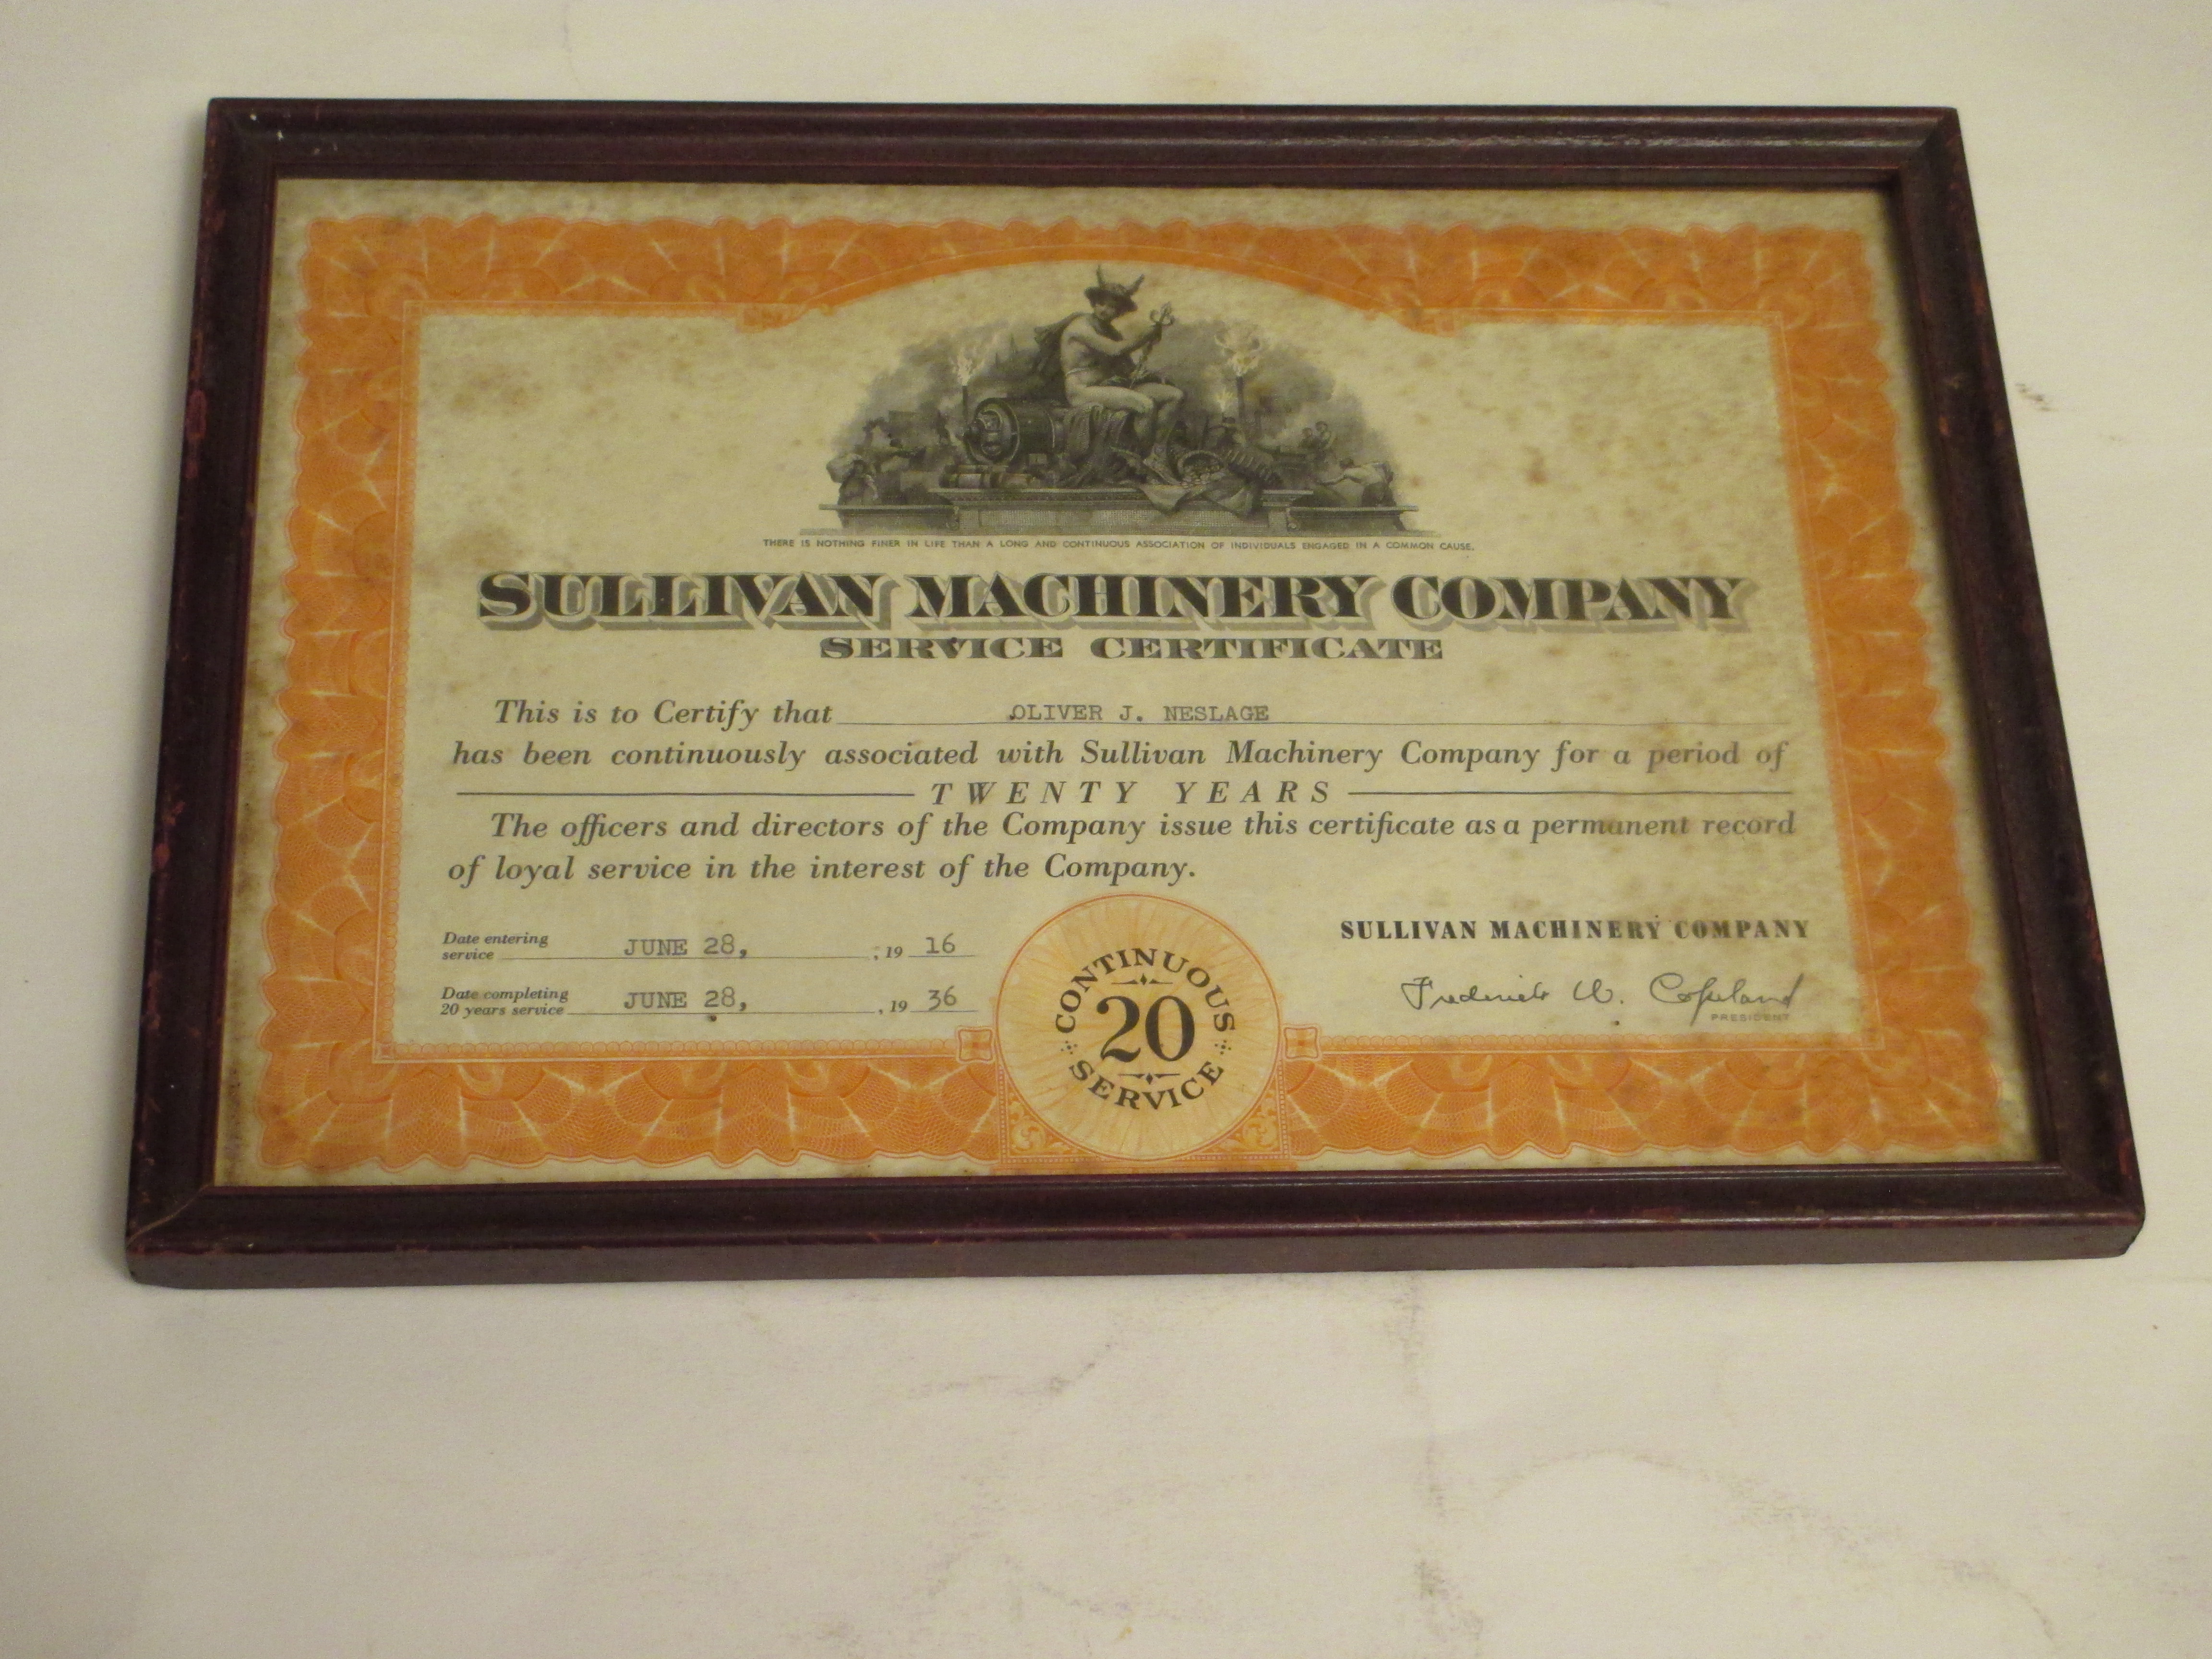 THERE IS NOTHING FINER IN LIFE THAN A LONG AND CONTINUOUS ASSOCIATION OF INDIVIDUALS ENGAGED IN A COMMON CAUSE.
SULLIVAN MACHINERY COMPANY
SERVICE CERTIFICATE
This is to Certify that OLIVER J. NESLAGE
has been continuously associated with Sullivan Machinery Company for a period of
TWENTY YEARS
The officers and directors of the Company issue this certificate as a permanent record
of loyal service in the interest of the Company.
Date entering
service JUNE 28, , 19 16
Date completing
20 years service JUNE 28, , 19 36
CONTINUOUS
20
SERVICE
SULLIVAN MACHINERY COMPANY
Frederick W. Copeland
PRESIDENT